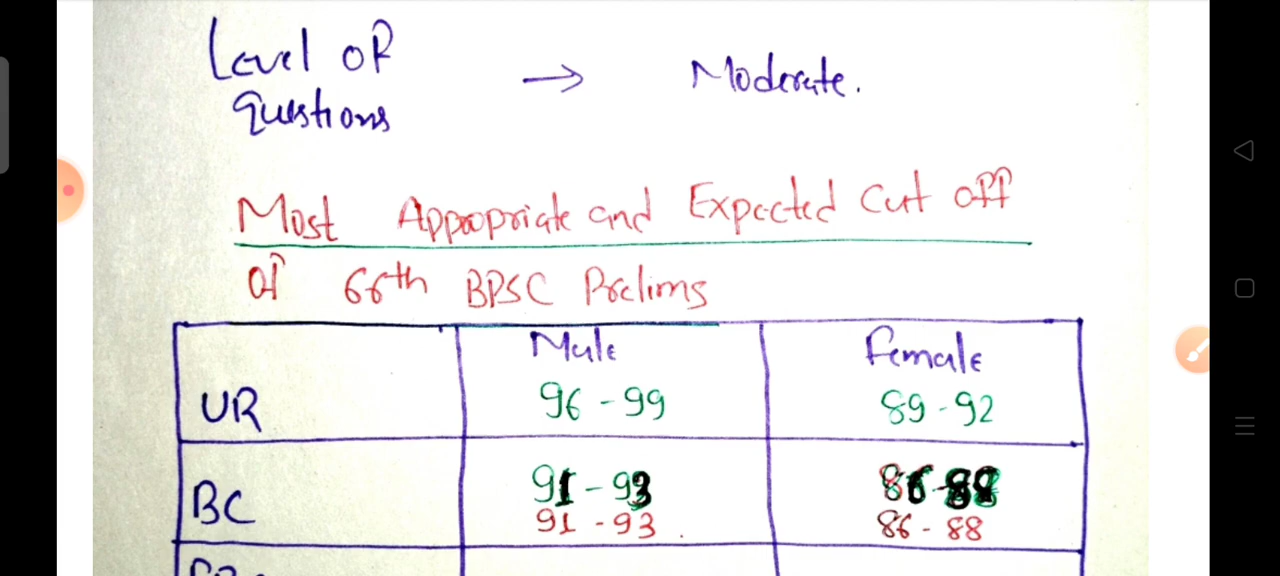 Level of
questions → Moderate.
Most Appropriate and Expected Cut off
of 66th BPSC Prelims
Male Female
UR 96-99 89-92
BC 91-93 86-88
91-93 86-88